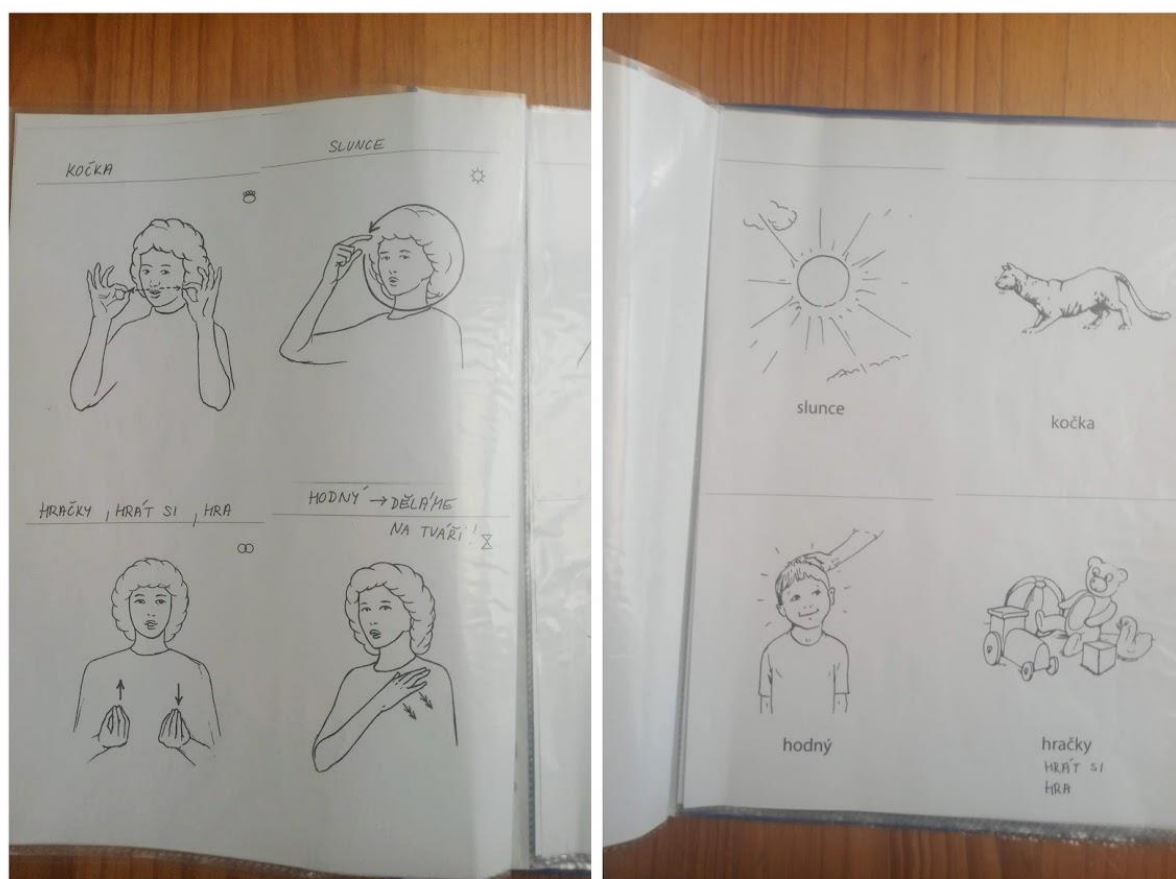 KOČKA
SLUNCE
HRAČKY, HRÁT SI, HRA
HODNÝ → DĚLÁME
NA TVÁŘI!
slunce
kočka
hodný
hračky
HRÁT SI
HRA